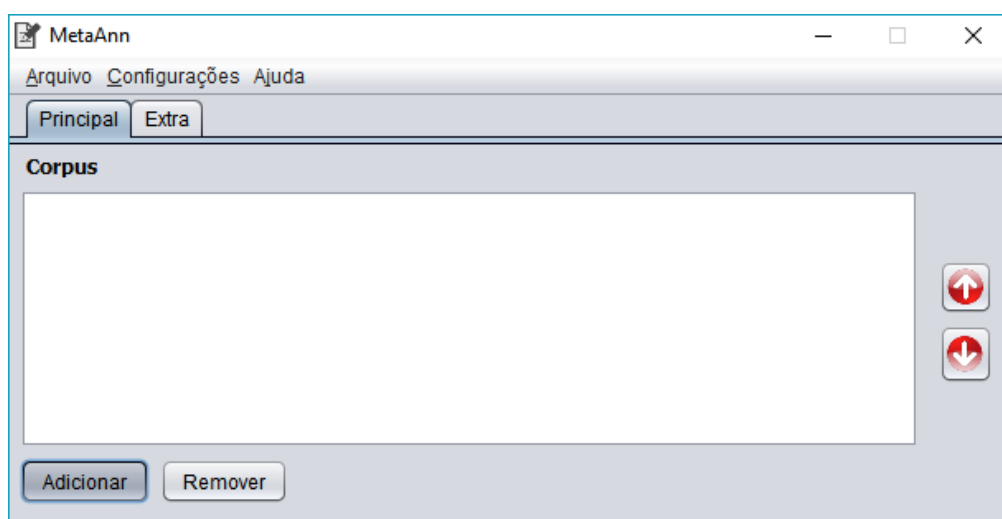 MetaAnn
Arquivo Configurações Ajuda
Principal Extra
Corpus
Adicionar Remover